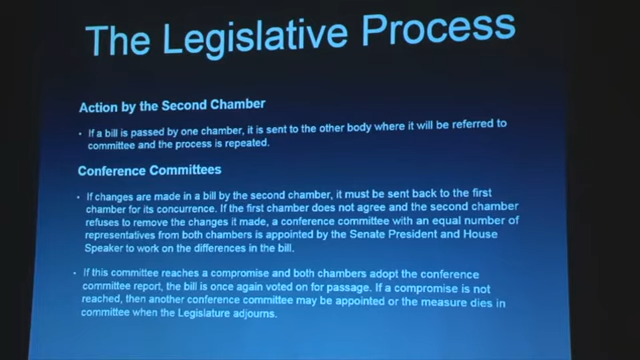 The Legislative Process
Action by the Second Chamber
• If a bill is passed by one chamber, it is sent to the other body where it will be referred to
committee and the process is repeated.
Conference Committees
• If changes are made in a bill by the second chamber, it must be sent back to the first
chamber for its concurrence. If the first chamber does not agree and the second chamber
refuses to remove the changes it made, a conference committee with an equal number of
representatives from both chambers is appointed by the Senate President and House
Speaker to work on the differences in the bill.
• If this committee reaches a compromise and both chambers adopt the conference
committee report, the bill is once again voted on for passage. If a compromise is not
reached, then another conference committee may be appointed or the measure dies in
committee when the Legislature adjourns.